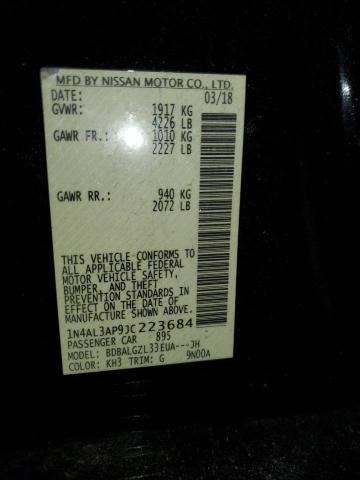 MFD BY NISSAN MOTOR CO., LTD.
DATE: 03/18
GVWR: 1917 KG
4226 LB
GAWR FR.: 1010 KG
2227 LB
GAWR RR.: 940 KG
2072 LB
THIS VEHICLE CONFORMS TO
ALL APPLICABLE FEDERAL
MOTOR VEHICLE SAFETY,
BUMPER, AND THEFT
PREVENTION STANDARDS IN
EFFECT ON THE DATE OF
MANUFACTURE SHOWN ABOVE.
1N4AL3AP9JC223684
PASSENGER CAR 895
MODEL: BDBALGZL33EUA---JH
COLOR: KH3 TRIM: G 9N00A